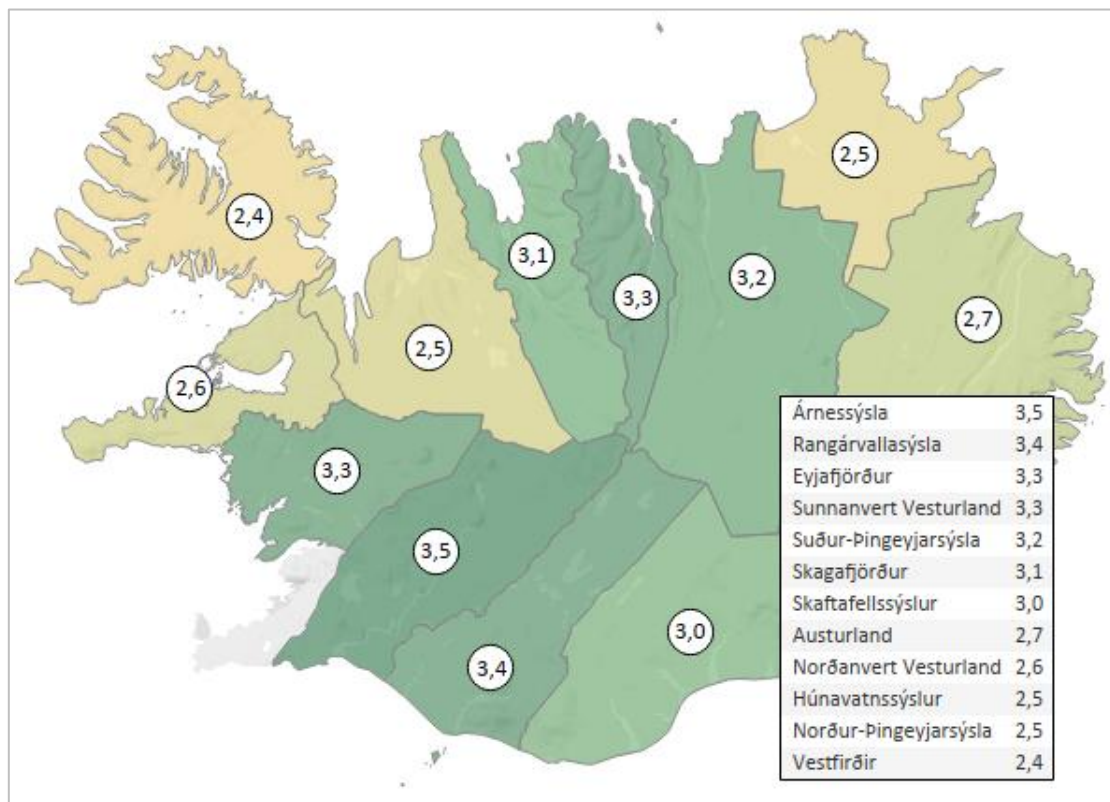 2,5
2,4
3,1
3,3
3,2
2,7
2,5
2,6
3,3
3,5
3,4
3,0
Árnessýsla 3,5
Rangárvallasýsla 3,4
Eyjafjörður 3,3
Sunnanvert Vesturland 3,3
Suður-Þingeyjarsýsla 3,2
Skagafjörður 3,1
Skaftafellssýslur 3,0
Austurland 2,7
Norðanvert Vesturland 2,6
Húnavatnssýslur 2,5
Norður-Þingeyjarsýsla 2,5
Vestfirðir 2,4